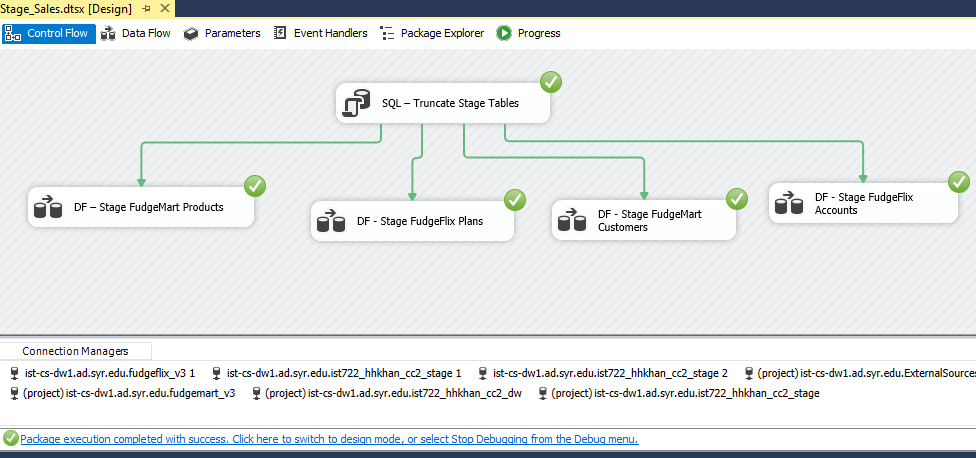 Stage_Sales.dtsx [Design]
Control Flow Data Flow Parameters Event Handlers Package Explorer Progress
SQL – Truncate Stage Tables
DF – Stage FudgeMart Products
DF - Stage FudgeFlix Plans
DF - Stage FudgeMart
Customers
DF - Stage FudgeFlix
Accounts
Connection Managers
ist-cs-dw1.ad.syr.edu.fudgeflix_v3 1 ist-cs-dw1.ad.syr.edu.ist722_hhkhan_cc2_stage 1 ist-cs-dw1.ad.syr.edu.ist722_hhkhan_cc2_stage 2 (project) ist-cs-dw1.ad.syr.edu.ExternalSources
(project) ist-cs-dw1.ad.syr.edu.fudgemart_v3 (project) ist-cs-dw1.ad.syr.edu.ist722_hhkhan_cc2_dw (project) ist-cs-dw1.ad.syr.edu.ist722_hhkhan_cc2_stage
Package execution completed with success. Click here to switch to design mode, or select Stop Debugging from the Debug menu.